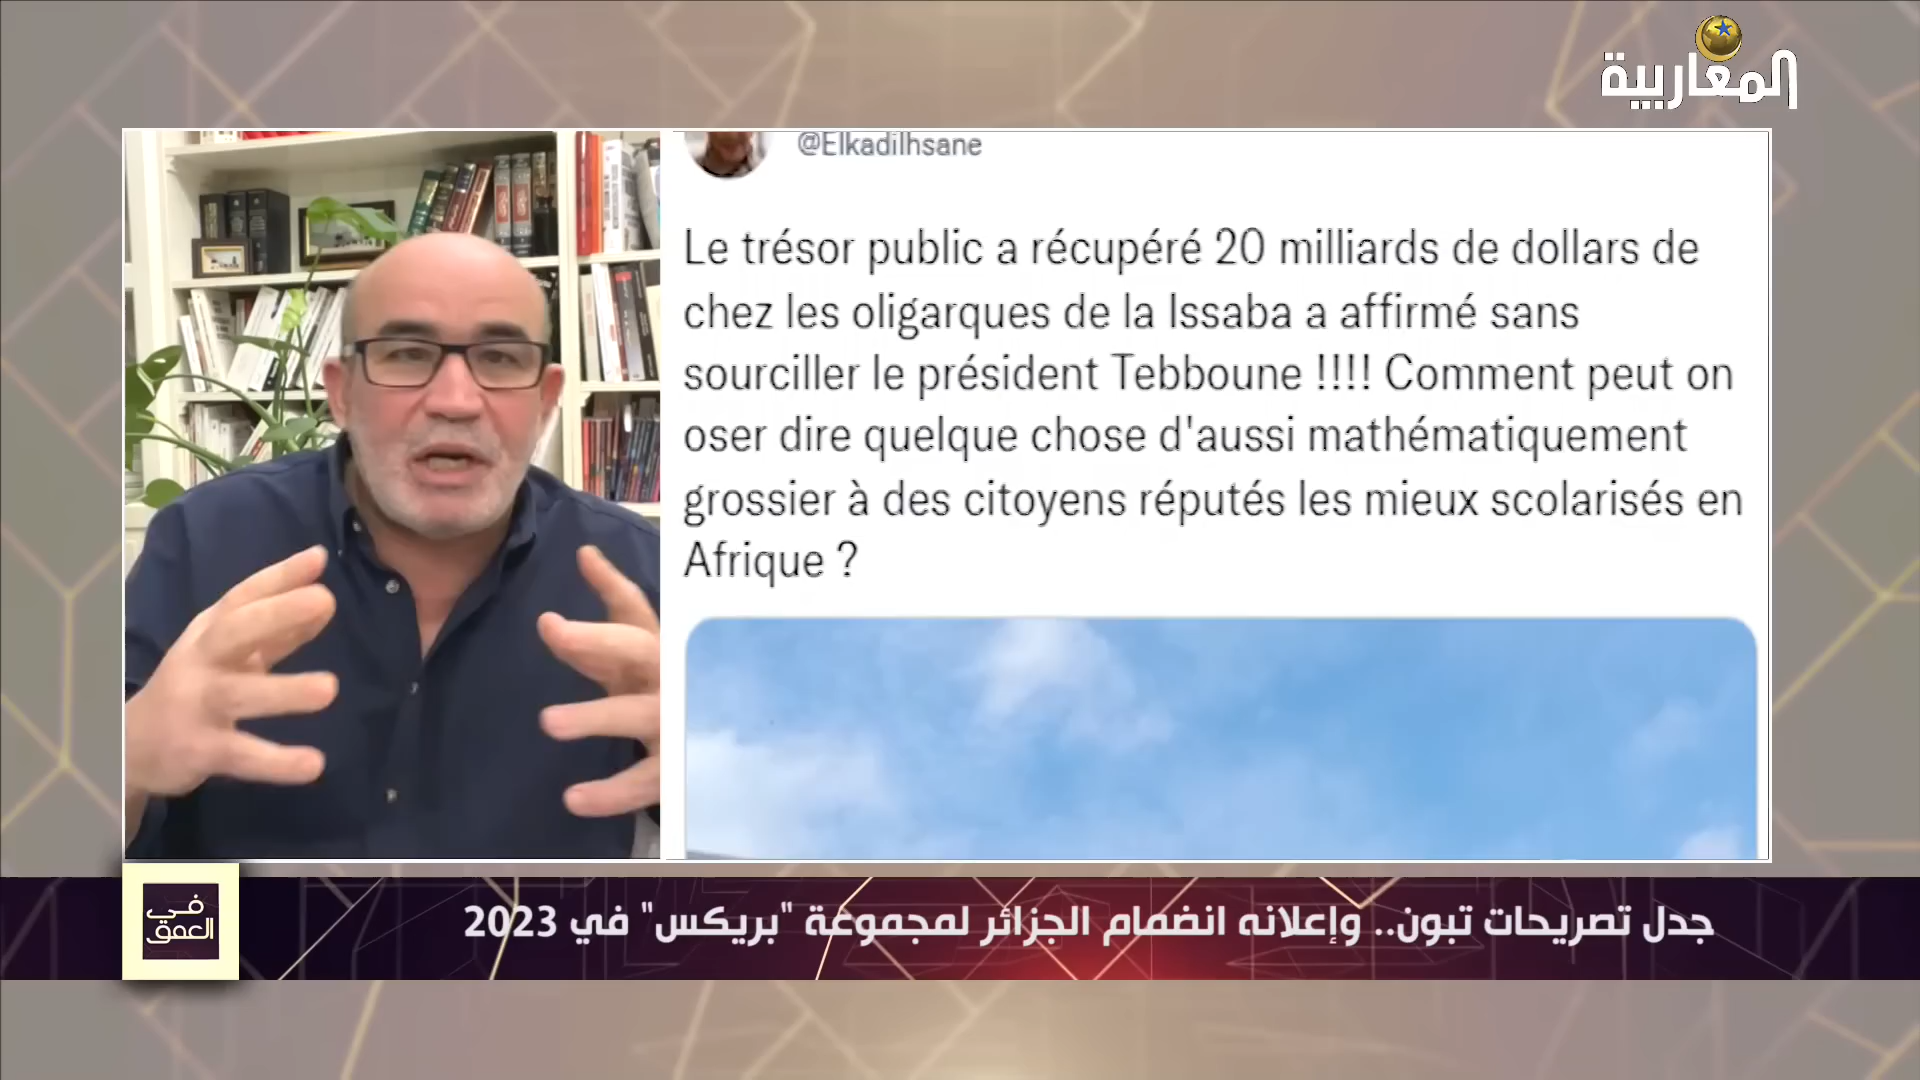 المغاربية
@ElkadiIhsane
Le trésor public a récupéré 20 milliards de dollars de
chez les oligarques de la Issaba a affirmé sans
sourciller le président Tebboune !!!! Comment peut on
oser dire quelque chose d'aussi mathématiquement
grossier à des citoyens réputés les mieux scolarisés en
Afrique ?
في
العمق
جدل تصريحات تبون.. وإعلانه انضمام الجزائر لمجموعة "بريكس" في 2023